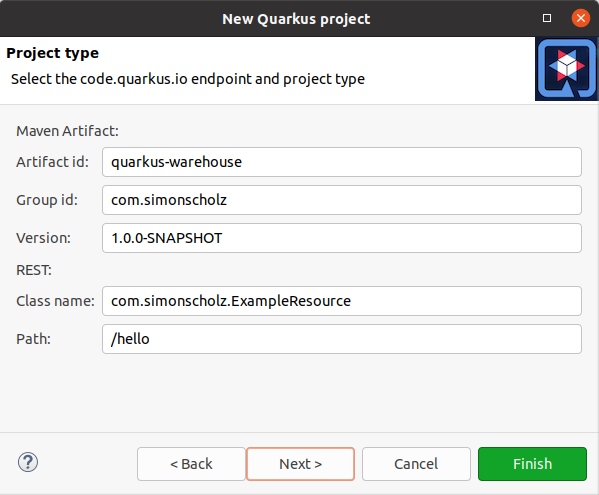 New Quarkus project
Project type
Select the code.quarkus.io endpoint and project type
Maven Artifact:
Artifact id: quarkus-warehouse
Group id: com.simonscholz
Version: 1.0.0-SNAPSHOT
REST:
Class name: com.simonscholz.ExampleResource
Path: /hello
? < Back Next > Cancel Finish